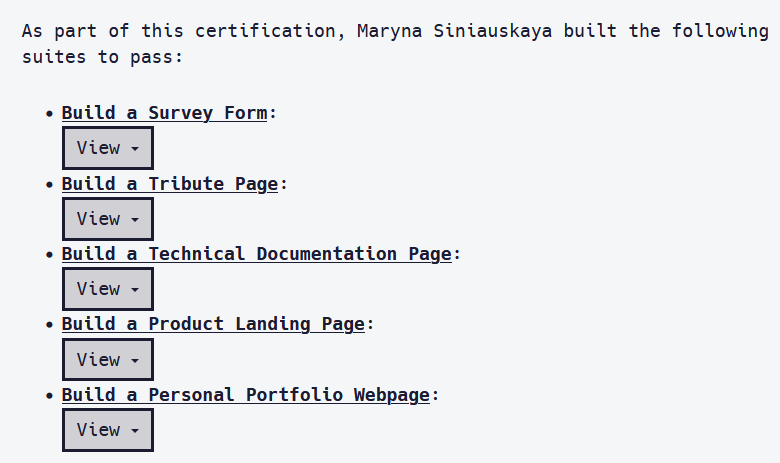 As part of this certification, Maryna Siniauskaya built the following
suites to pass:
Build a Survey Form:
View
Build a Tribute Page:
View
Build a Technical Documentation Page:
View
Build a Product Landing Page:
View
Build a Personal Portfolio Webpage:
View